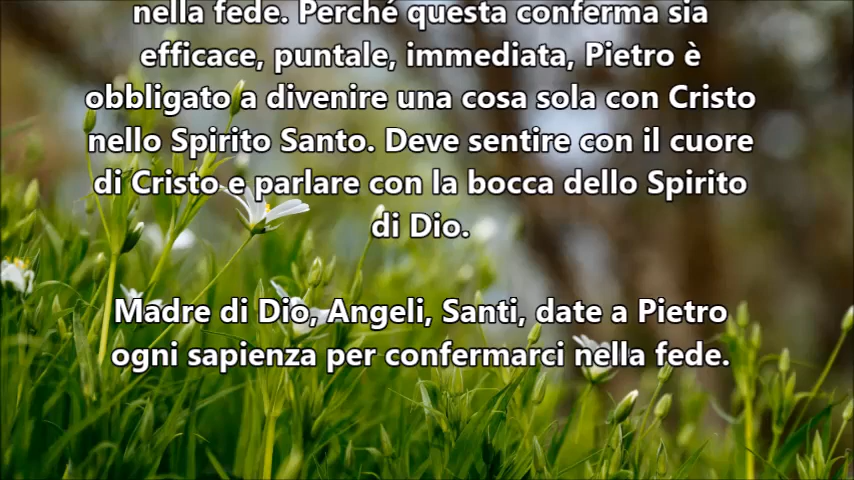 nella fede. Perché questa conferma sia
efficace, puntale, immediata, Pietro è
obbligato a divenire una cosa sola con Cristo
nello Spirito Santo. Deve sentire con il cuore
di Cristo e parlare con la bocca dello Spirito
di Dio.
Madre di Dio, Angeli, Santi, date a Pietro
ogni sapienza per confermarci nella fede.